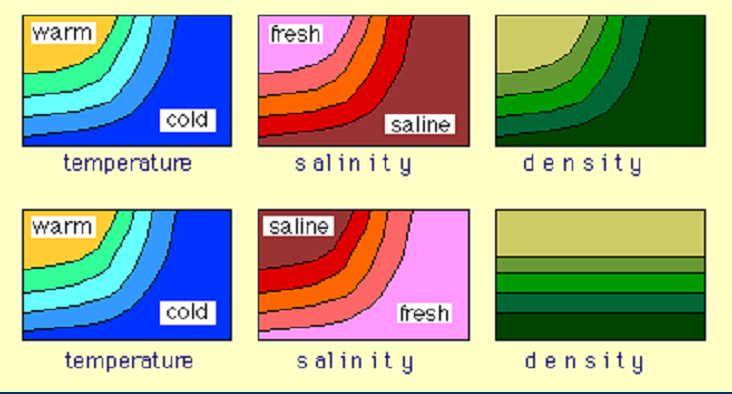 warm
cold
fresh
saline
temperature
salinity
density
warm
cold
saline
fresh
temperature
salinity
density